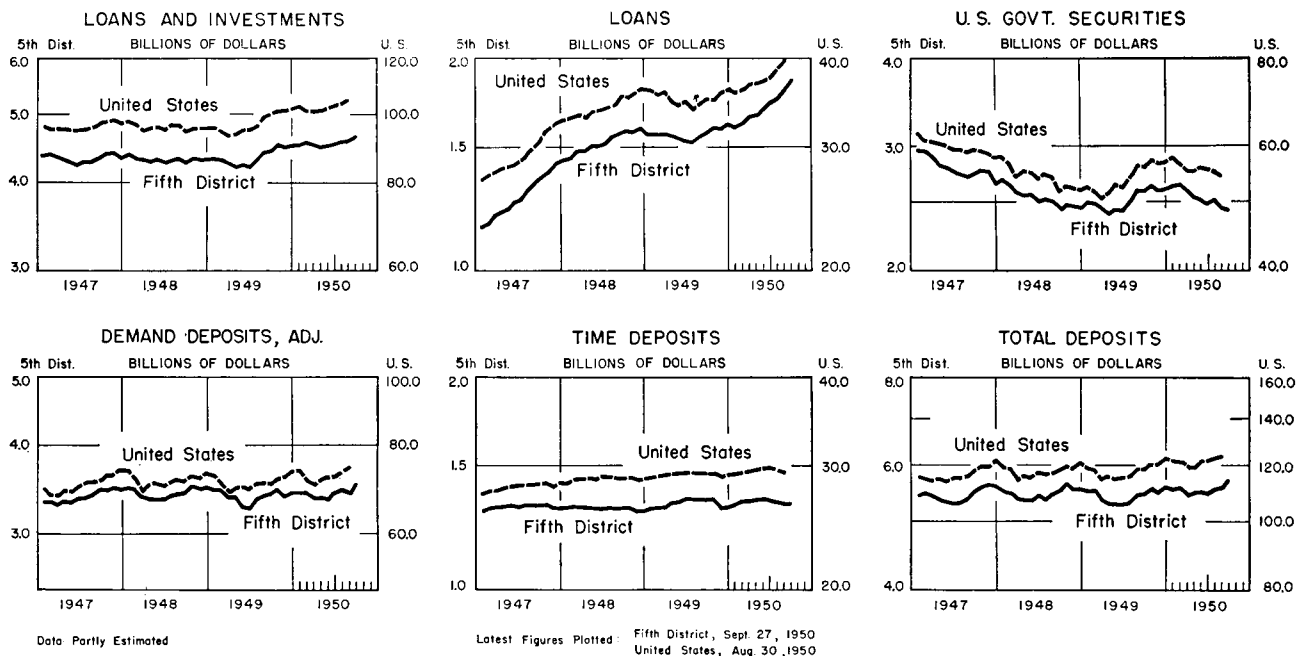 LOANS AND INVESTMENTS
5th Dist. BILLIONS OF DOLLARS U.S.
6.0 120.0
United States
5.0 100.0
4.0 80.0
Fifth District
3.0 60.0
1947 1948 1949 1950
LOANS
5th Dist. BILLIONS OF DOLLARS U.S.
2.0 40.0
United States
1.5 30.0
Fifth District
1.0 20.0
1947 1948 1949 1950
U.S. GOVT. SECURITIES
5th Dist. BILLIONS OF DOLLARS U.S.
4.0 80.0
United States
3.0 60.0
50.0
Fifth District
2.0 40.0
1947 1948 1949 1950
DEMAND DEPOSITS, ADJ.
5th Dist. BILLIONS OF DOLLARS U.S.
5.0 100.0
4.0 80.0
United States
Fifth District
3.0 60.0
1947 1948 1949 1950
TIME DEPOSITS
5th Dist. BILLIONS OF DOLLARS U.S.
2.0 40.0
United States
1.5 30.0
Fifth District
1.0 20.0
1947 1948 1949 1950
TOTAL DEPOSITS
5th Dist. BILLIONS OF DOLLARS U.S.
8.0 160.0
140.0
United States
6.0 120.0
Fifth District
5.0 100.0
4.0 80.0
1947 1948 1949 1950
Data Partly Estimated
Latest Figures Plotted: Fifth District, Sept. 27, 1950
United States, Aug. 30, 1950